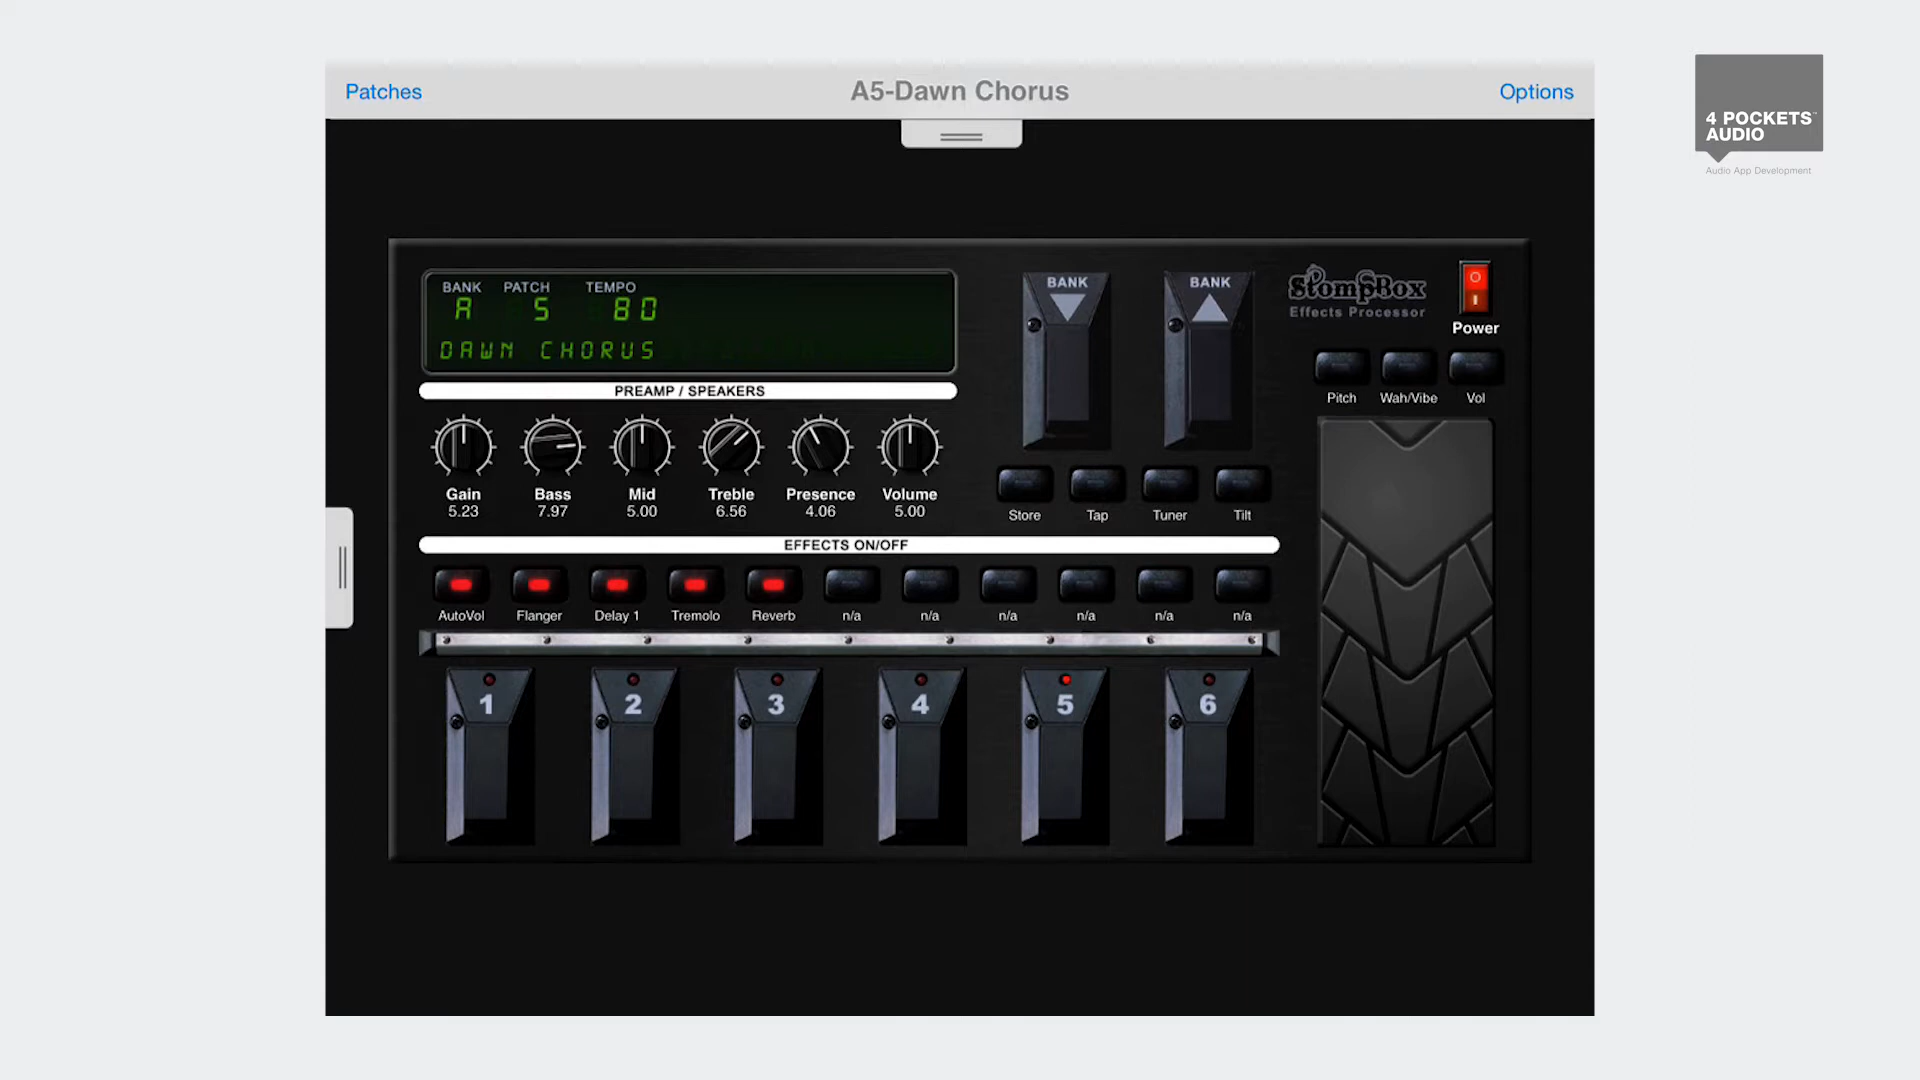 Patches
A5-Dawn Chorus
Options
4 POCKETS™
AUDIO
Audio App Development
BANK PATCH TEMPO
A 5 80
DAWN CHORUS
BANK
BANK
StompBox
Effects Processor
Power
PREAMP / SPEAKERS
Pitch Wah/Vibe Vol
Gain Bass Mid Treble Presence Volume
5.23 7.97 5.00 6.56 4.06 5.00
Store Tap Tuner Tilt
EFFECTS ON/OFF
AutoVol Flanger Delay 1 Tremolo Reverb n/a n/a n/a n/a n/a n/a
1 2 3 4 5 6